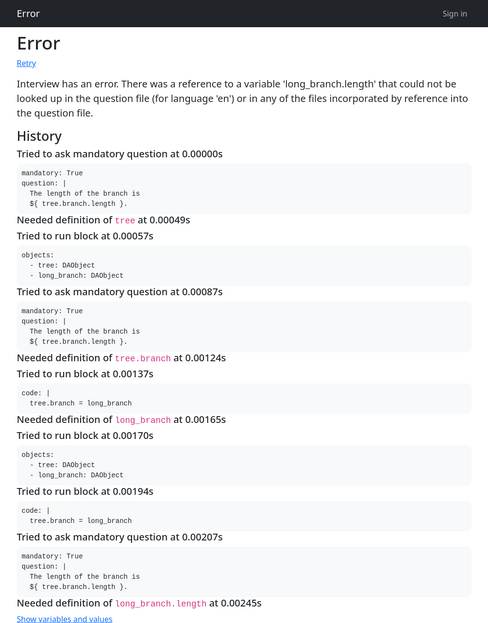 Error
Sign in
Error
Retry
Interview has an error. There was a reference to a variable 'long_branch.length' that could not be
looked up in the question file (for language 'en') or in any of the files incorporated by reference into
the question file.
History
Tried to ask mandatory question at 0.00000s
mandatory: True
question: |
  The length of the branch is
  ${ tree.branch.length }.
Needed definition of tree at 0.00049s
Tried to run block at 0.00057s
objects:
  - tree: DAObject
  - long_branch: DAObject
Tried to ask mandatory question at 0.00087s
mandatory: True
question: |
  The length of the branch is
  ${ tree.branch.length }.
Needed definition of tree.branch at 0.00124s
Tried to run block at 0.00137s
code: |
  tree.branch = long_branch
Needed definition of long_branch at 0.00165s
Tried to run block at 0.00170s
objects:
  - tree: DAObject
  - long_branch: DAObject
Tried to run block at 0.00194s
code: |
  tree.branch = long_branch
Tried to ask mandatory question at 0.00207s
mandatory: True
question: |
  The length of the branch is
  ${ tree.branch.length }.
Needed definition of long_branch.length at 0.00245s
Show variables and values